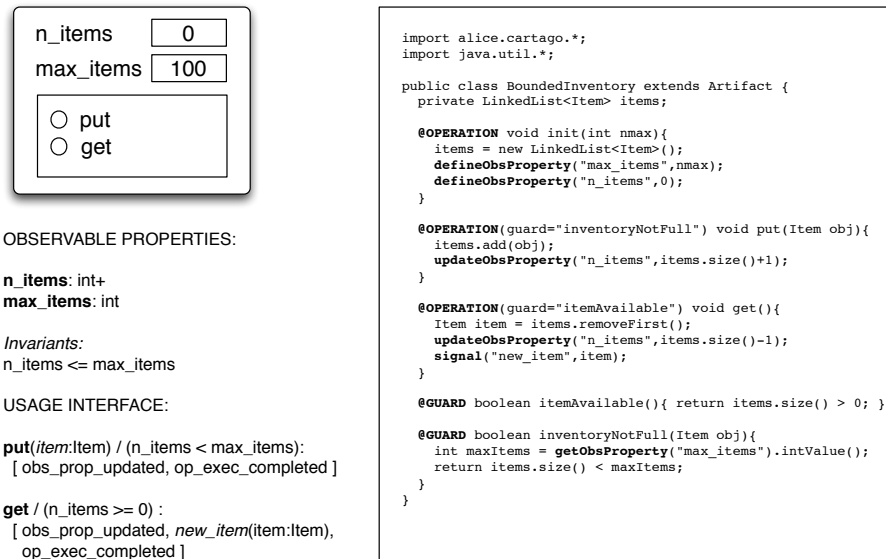 n_items 0
max_items 100
put
get
OBSERVABLE PROPERTIES:
n_items: int+
max_items: int
Invariants:
n_items <= max_items
USAGE INTERFACE:
put(item:Item) / (n_items < max_items):
[ obs_prop_updated, op_exec_completed ]
get / (n_items >= 0) :
[ obs_prop_updated, new_item(item:Item),
op_exec_completed ]
import alice.cartago.*;
import java.util.*;
public class BoundedInventory extends Artifact {
private LinkedList<Item> items;
@OPERATION void init(int nmax){
items = new LinkedList<Item>();
defineObsProperty("max_items",nmax);
defineObsProperty("n_items",0);
}
@OPERATION(guard="inventoryNotFull") void put(Item obj){
items.add(obj);
updateObsProperty("n_items",items.size()+1);
}
@OPERATION(guard="itemAvailable") void get(){
Item item = items.removeFirst();
updateObsProperty("n_items",items.size()-1);
signal("new_item",item);
}
@GUARD boolean itemAvailable(){ return items.size() > 0; }
@GUARD boolean inventoryNotFull(Item obj){
int maxItems = getObsProperty("max_items").intValue();
return items.size() < maxItems;
}
}